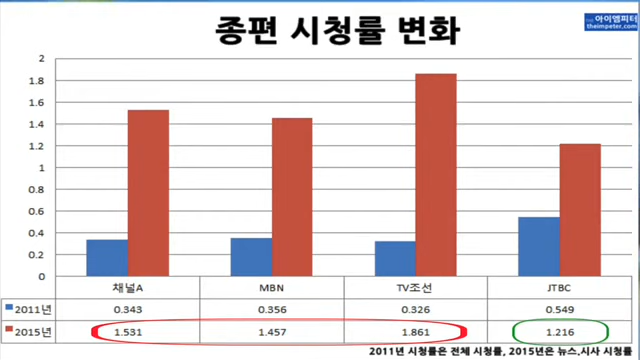 종편 시청률 변화
아이엠피터
theimpeter.com
2
1.8
1.6
1.4
1.2
1
0.8
0.6
0.4
0.2
0
채널A MBN TV조선 JTBC
2011년 0.343 0.356 0.326 0.549
2015년 1.531 1.457 1.861 1.216
2011년 시청률은 전체 시청률, 2015년은 뉴스,시사 시청률